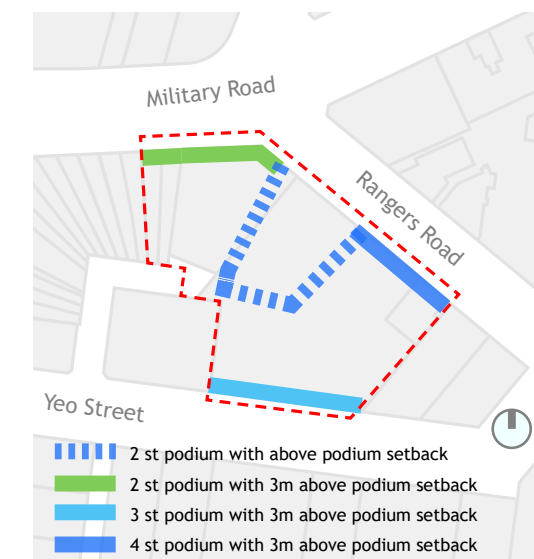 Military Road
Rangers Road
Yeo Street
2 st podium with above podium setback
2 st podium with 3m above podium setback
3 st podium with 3m above podium setback
4 st podium with 3m above podium setback